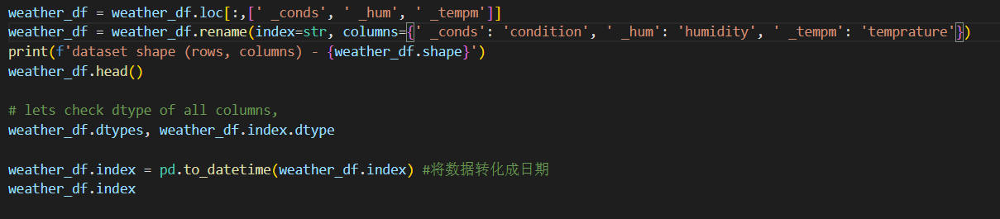 weather_df = weather_df.loc[:,[' _conds', ' _hum', ' _tempm']]
weather_df = weather_df.rename(index=str, columns={' _conds': 'condition', ' _hum': 'humidity', ' _tempm': 'temprature'})
print(f'dataset shape (rows, columns) - {weather_df.shape}')
weather_df.head()
# lets check dtype of all columns,
weather_df.dtypes, weather_df.index.dtype
weather_df.index = pd.to_datetime(weather_df.index) #将数据转化成日期
weather_df.index